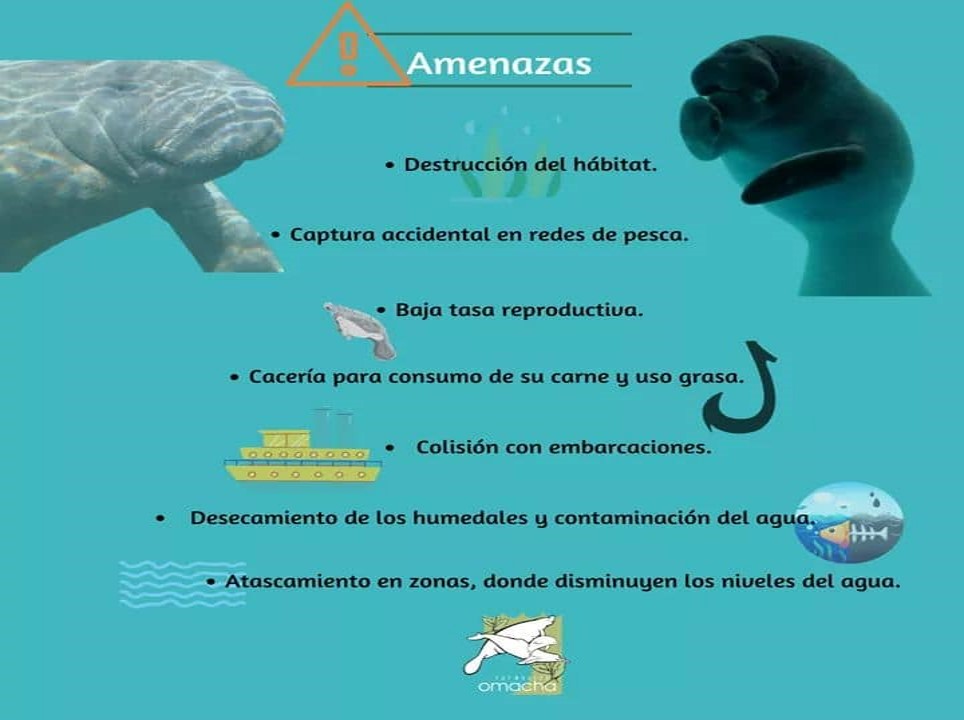 Amenazas
• Destrucción del hábitat.
• Captura accidental en redes de pesca.
• Baja tasa reproductiva.
• Cacería para consumo de su carne y uso grasa.
• Colisión con embarcaciones.
• Desecamiento de los humedales y contaminación del agua.
• Atascamiento en zonas, donde disminuyen los niveles del agua.
omacha